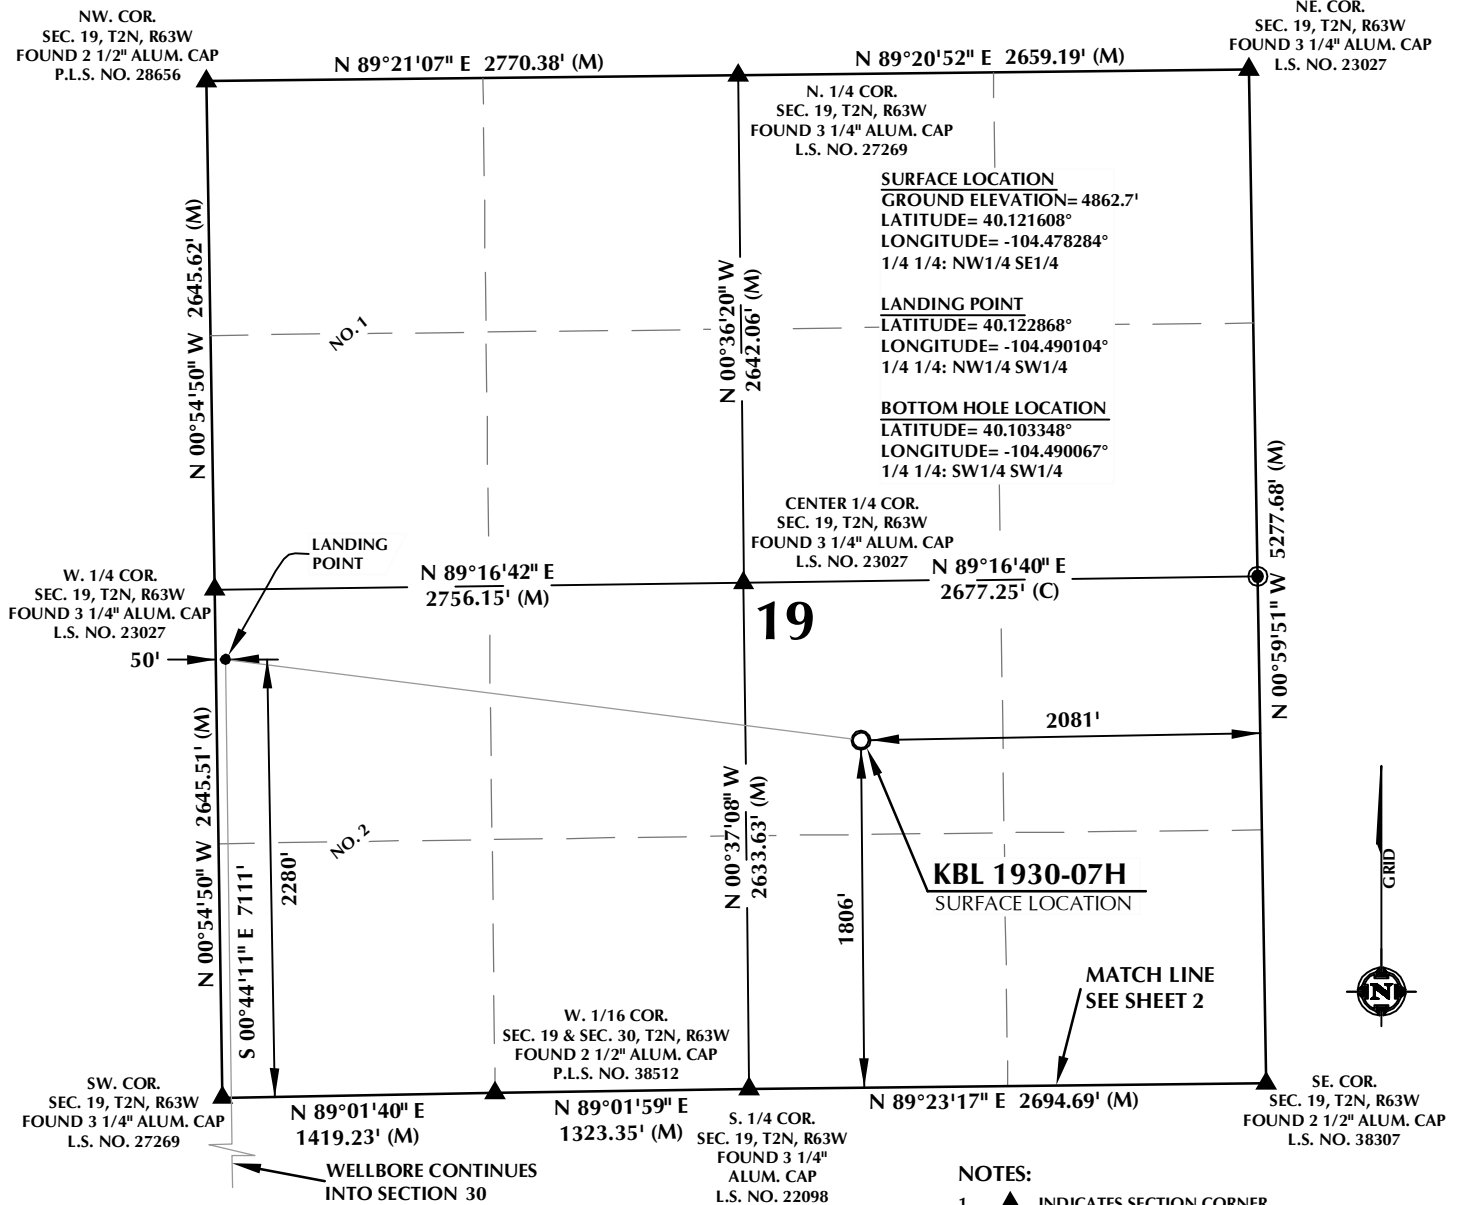 NW. COR.
SEC. 19, T2N, R63W
FOUND 2 1/2" ALUM. CAP
P.L.S. NO. 28656
N 89°21'07" E 2770.38' (M)
N 89°20'52" E 2659.19' (M)
NE. COR.
SEC. 19, T2N, R63W
FOUND 3 1/4" ALUM. CAP
L.S. NO. 23027
N. 1/4 COR.
SEC. 19, T2N, R63W
FOUND 3 1/4" ALUM. CAP
L.S. NO. 27269
SURFACE LOCATION
GROUND ELEVATION= 4862.7'
LATITUDE= 40.121608°
LONGITUDE= -104.478284°
1/4 1/4: NW1/4 SE1/4
LANDING POINT
LATITUDE= 40.122868°
LONGITUDE= -104.490104°
1/4 1/4: NW1/4 SW1/4
BOTTOM HOLE LOCATION
LATITUDE= 40.103348°
LONGITUDE= -104.490067°
1/4 1/4: SW1/4 SW1/4
N 00°54'50" W 2645.62' (M)
NO. 1
N 00°36'20" W
2642.06' (M)
N 00°59'51" W 5277.68' (M)
CENTER 1/4 COR.
SEC. 19, T2N, R63W
FOUND 3 1/4" ALUM. CAP
L.S. NO. 23027
LANDING
POINT
W. 1/4 COR.
SEC. 19, T2N, R63W
FOUND 3 1/4" ALUM. CAP
L.S. NO. 23027
N 89°16'42" E
2756.15' (M)
N 89°16'40" E
2677.25' (C)
19
50'
2081'
N 00°54'50" W 2645.51' (M)
S 00°44'11" E 7111'
2280'
NO. 2
N 00°37'08" W
2633.63' (M)
1806'
KBL 1930-07H
SURFACE LOCATION
GRID
N
MATCH LINE
SEE SHEET 2
W. 1/16 COR.
SEC. 19 & SEC. 30, T2N, R63W
FOUND 2 1/2" ALUM. CAP
P.L.S. NO. 38512
SW. COR.
SEC. 19, T2N, R63W
FOUND 3 1/4" ALUM. CAP
L.S. NO. 27269
N 89°01'40" E
1419.23' (M)
N 89°01'59" E
1323.35' (M)
S. 1/4 COR.
SEC. 19, T2N, R63W
FOUND 3 1/4"
ALUM. CAP
L.S. NO. 22098
N 89°23'17" E 2694.69' (M)
SE. COR.
SEC. 19, T2N, R63W
FOUND 2 1/2" ALUM. CAP
L.S. NO. 38307
WELLBORE CONTINUES
INTO SECTION 30
NOTES:
1. INDICATES SECTION CORNER